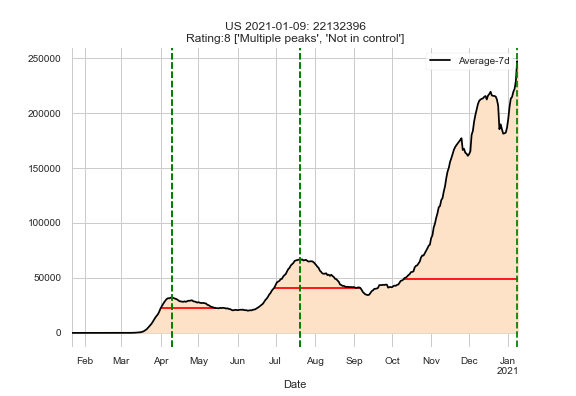 US 2021-01-09: 22132396
Rating:8 ['Multiple peaks', 'Not in control']
Average-7d
250000
200000
150000
100000
50000
0
Feb Mar Apr May Jun Jul Aug Sep Oct Nov Dec Jan
2021
Date